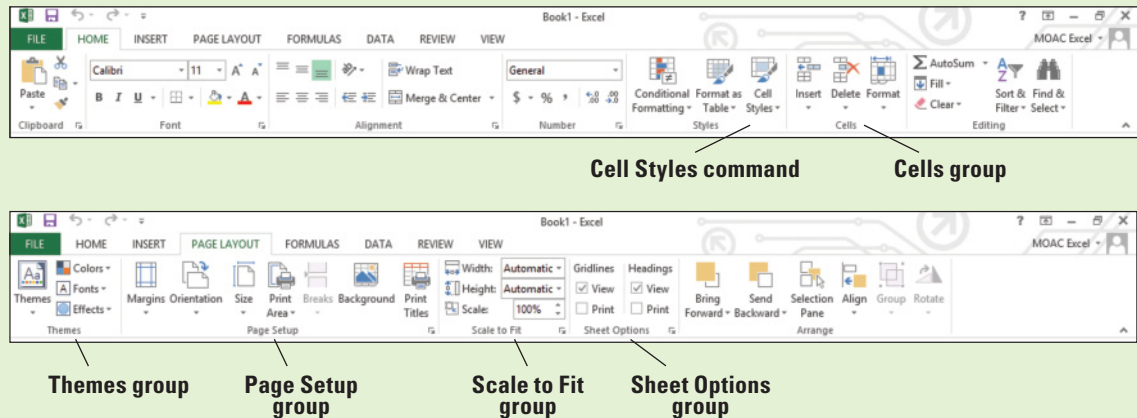 Book1 - Excel
FILE HOME INSERT PAGE LAYOUT FORMULAS DATA REVIEW VIEW MOAC Excel
Paste
Calibri 11 A A
B I U A
Wrap Text
Merge & Center
General
$ % ,
Conditional Formatting
Format as Table
Cell Styles
Insert Delete Format
AutoSum
Fill
Clear
Sort & Filter
Find & Select
Clipboard Font Alignment Number Styles Cells Editing
Cell Styles command Cells group
Book1 - Excel
FILE HOME INSERT PAGE LAYOUT FORMULAS DATA REVIEW VIEW MOAC Excel
Themes
Colors
Fonts
Effects
Margins Orientation Size
Print Area
Breaks Background
Print Titles
Width: Automatic
Height: Automatic
Scale: 100%
Gridlines
View
Print
Headings
View
Print
Bring Forward
Send Backward
Selection Pane
Align Group Rotate
Themes Page Setup Scale to Fit Sheet Options Arrange
Themes group
Page Setup group
Scale to Fit group
Sheet Options group